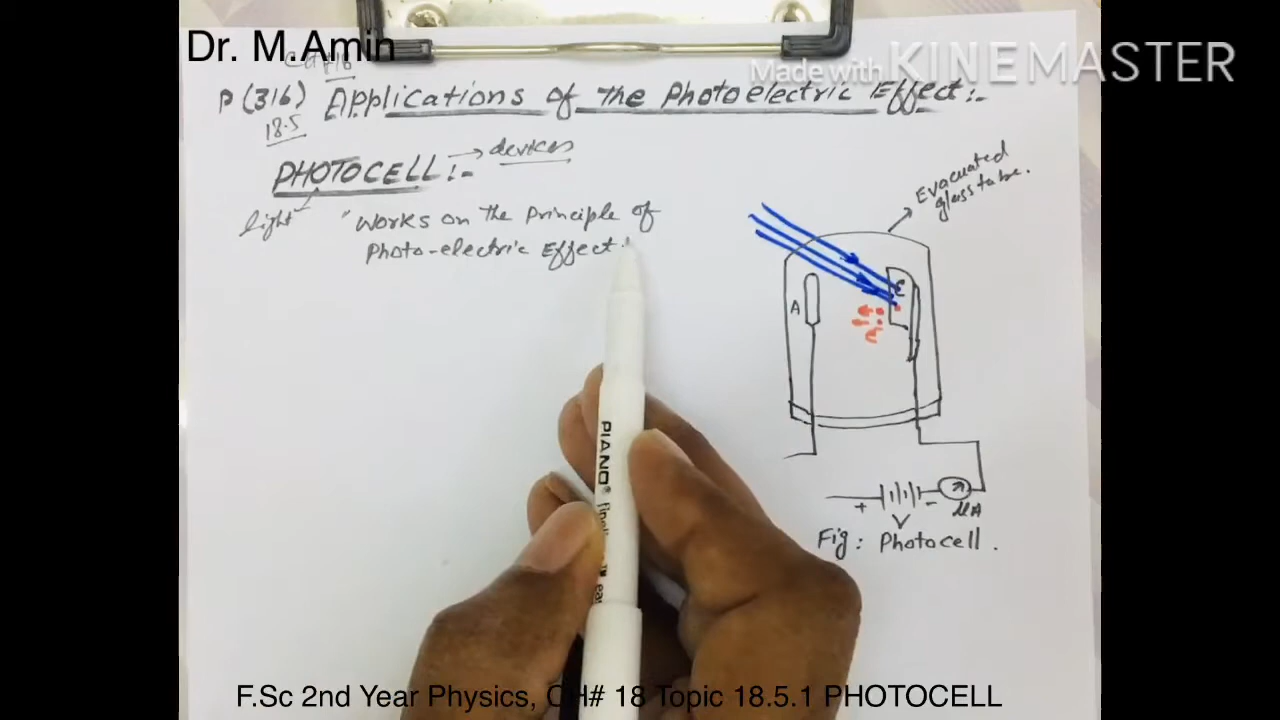 Dr. M.Amin
Made with KINEMASTER
P (316) Applications of the Photoelectric Effect:-
18.5
PHOTOCELL:- → devices
light
"Works on the Principle of
Photo-electric Effect.
Evacuated
glass tube.
A
C
e
+ V -
μA
Fig: Photocell.
PIANO
fineli
F.Sc 2nd Year Physics, CH# 18 Topic 18.5.1 PHOTOCELL